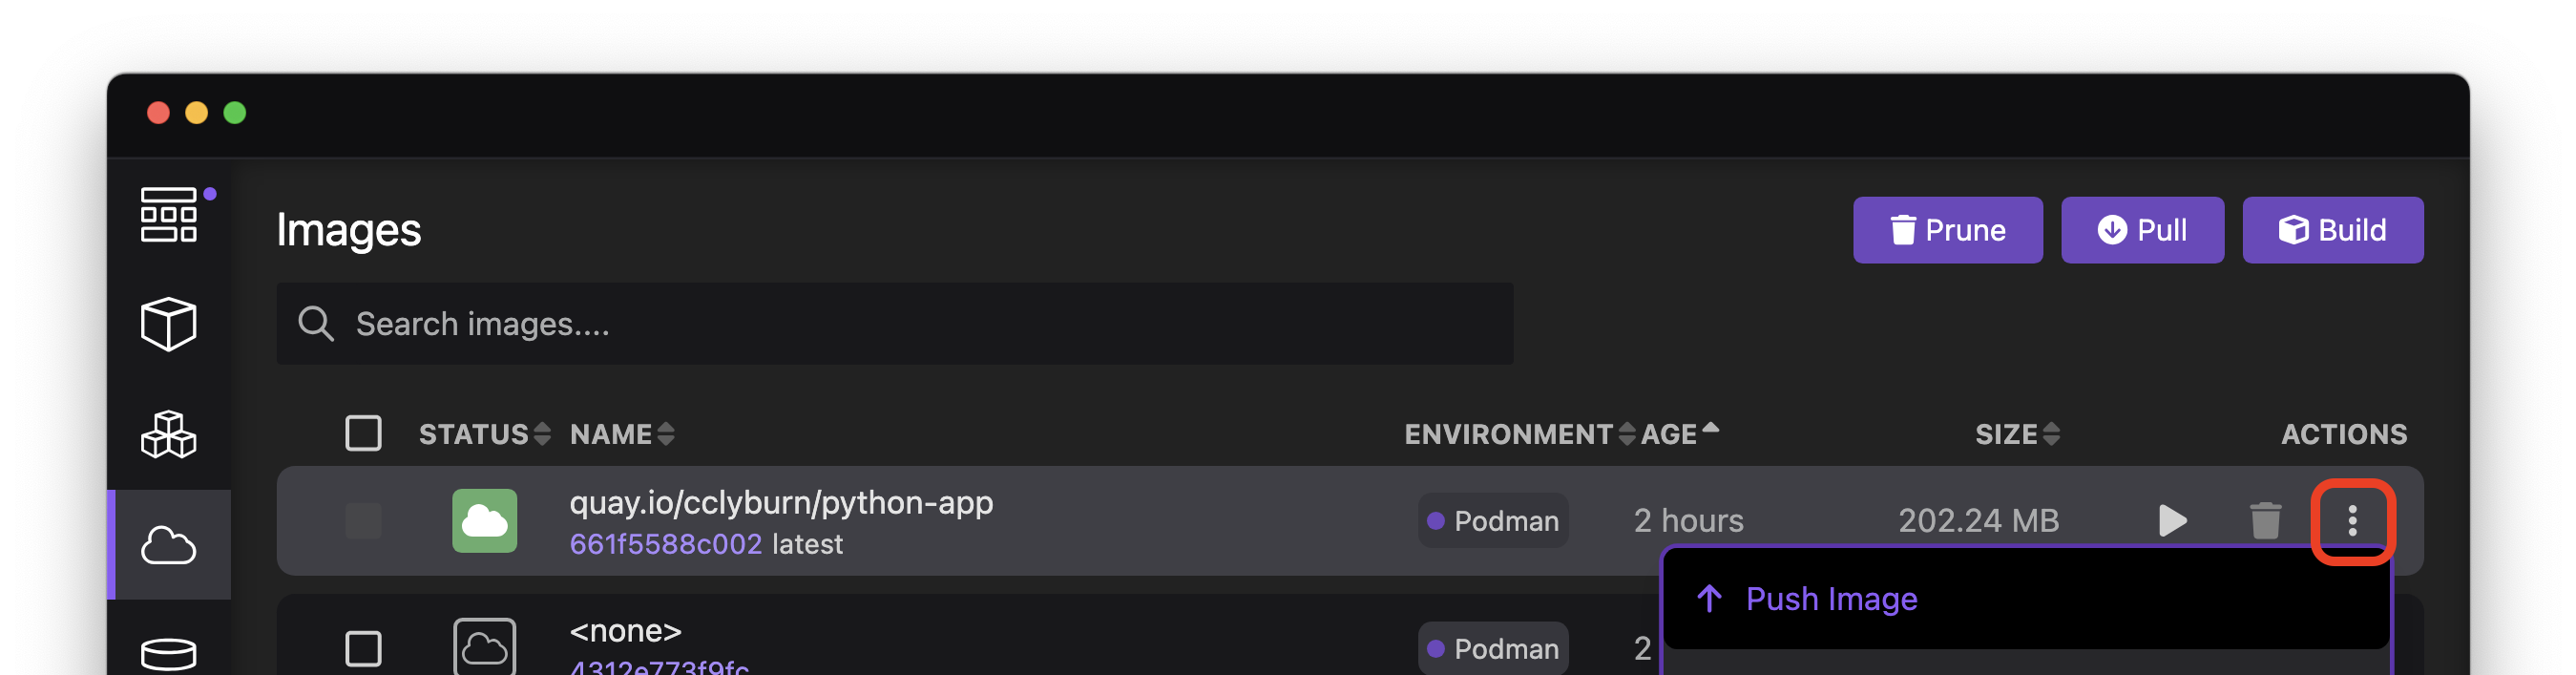 Images
Prune
Pull
Build
Search images....
STATUS NAME ENVIRONMENT AGE SIZE ACTIONS
quay.io/cclyburn/python-app
661f5588c002 latest
Podman
2 hours
202.24 MB
Push Image
<none>
4312e773f9fc
Podman
2